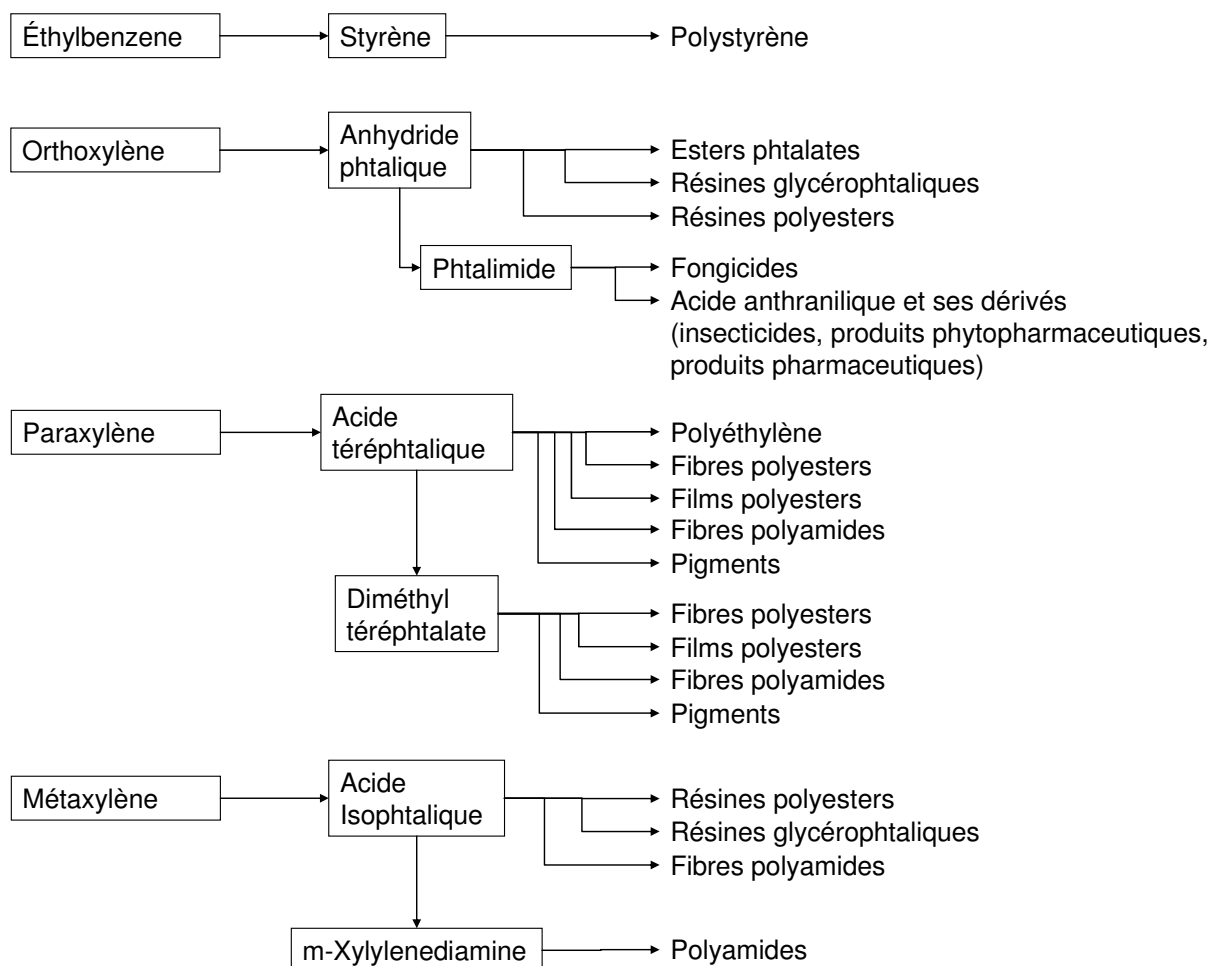 Éthylbenzene
Styrène
Polystyrène
Orthoxylène
Anhydride
phtalique
Esters phtalates
Résines glycérophtaliques
Résines polyesters
Phtalimide
Fongicides
Acide anthranilique et ses dérivés
(insecticides, produits phytopharmaceutiques,
produits pharmaceutiques)
Paraxylène
Acide
téréphtalique
Polyéthylène
Fibres polyesters
Films polyesters
Fibres polyamides
Pigments
Diméthyl
téréphtalate
Fibres polyesters
Films polyesters
Fibres polyamides
Pigments
Métaxylène
Acide
Isophtalique
Résines polyesters
Résines glycérophtaliques
Fibres polyamides
m-Xylylenediamine
Polyamides